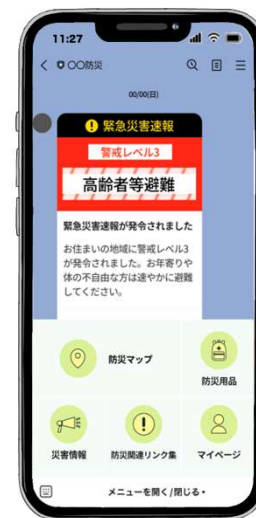 11:27
〇〇防災
00/00(日)
緊急災害速報
警戒レベル3
高齢者等避難
緊急災害速報が発令されました
お住まいの地域に警戒レベル3
が発令されました。お年寄りや
体の不自由な方は速やかに避難
してください。
防災マップ
防災用品
災害情報
防災関連リンク集
マイページ
メニューを開く/閉じる